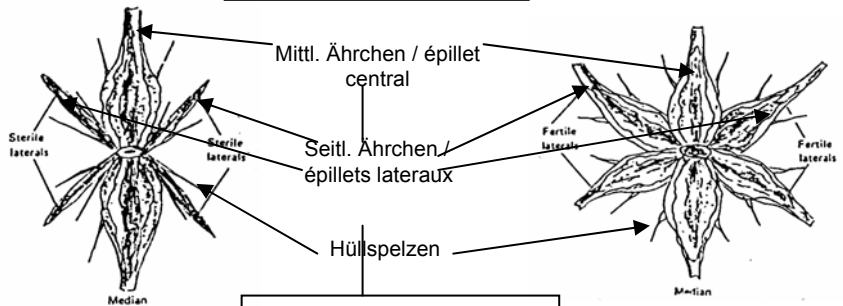 Mittl. Ährchen / épillet
central
Sterile
laterals
Sterile
laterals
Seitl. Ährchen /
épillets lateraux
Fertile
laterals
Fertile
laterals
Hüllspelzen
Median
Median